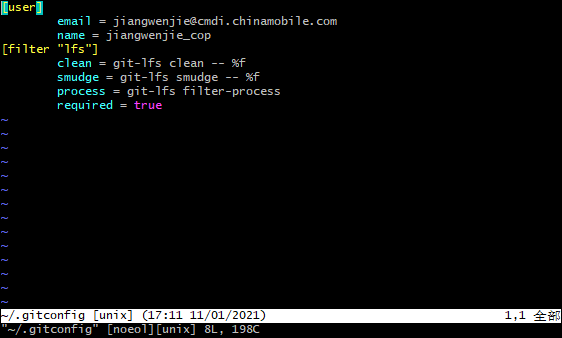 [user]
        email = jiangwenjie@cmdi.chinamobile.com
        name = jiangwenjie_cop
[filter "lfs"]
        clean = git-lfs clean -- %f
        smudge = git-lfs smudge -- %f
        process = git-lfs filter-process
        required = true
~
~
~
~
~
~
~
~
~
~
~
~
~
~
~/.gitconfig [unix] (17:11 11/01/2021) 1,1 全部
"~/.gitconfig" [noeol][unix] 8L, 198C